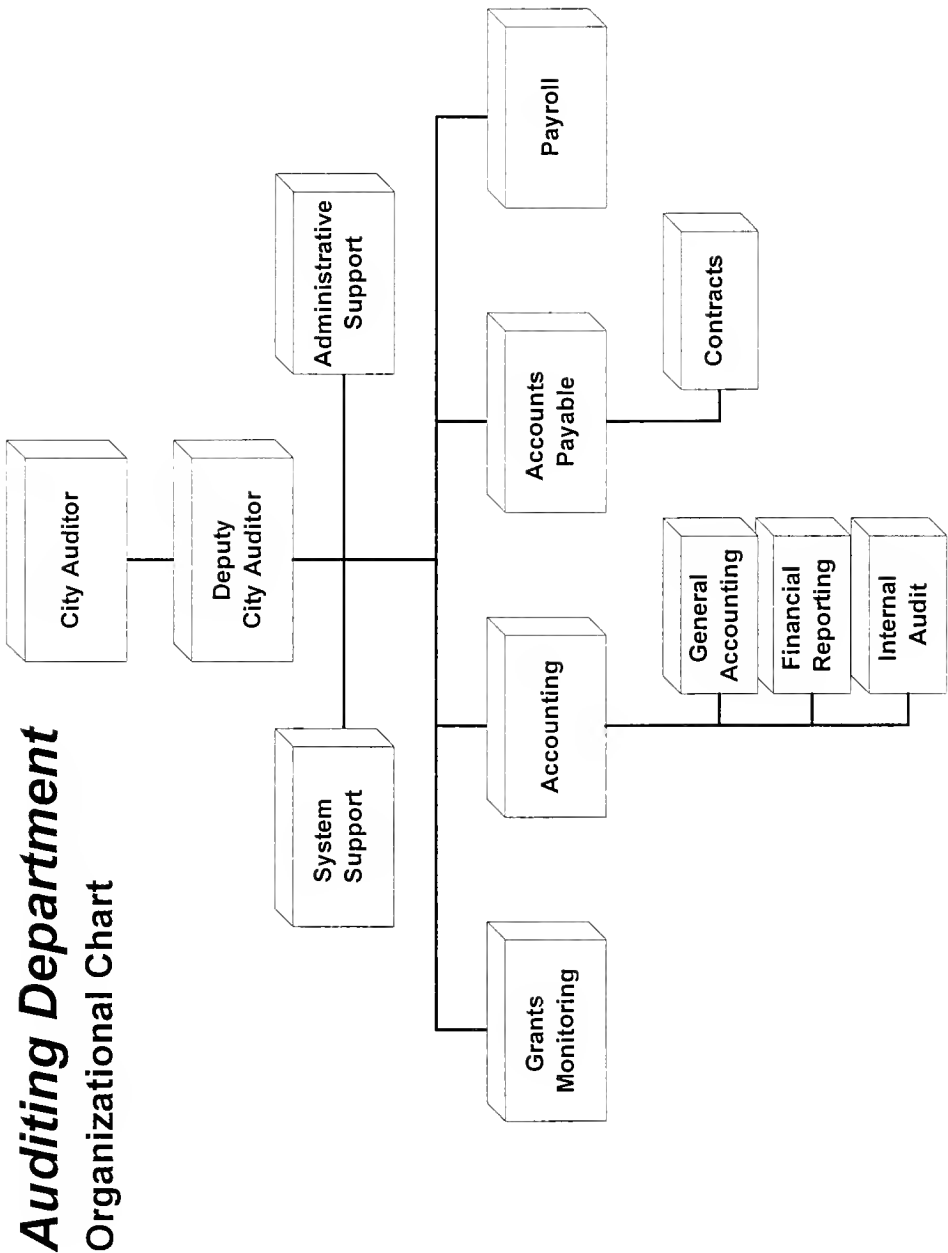 Auditing Department
Organizational Chart
City Auditor
Deputy
City Auditor
System
Support
Administrative
Support
Grants
Monitoring
Accounting
Accounts
Payable
Payroll
General
Accounting
Financial
Reporting
Internal
Audit
Contracts